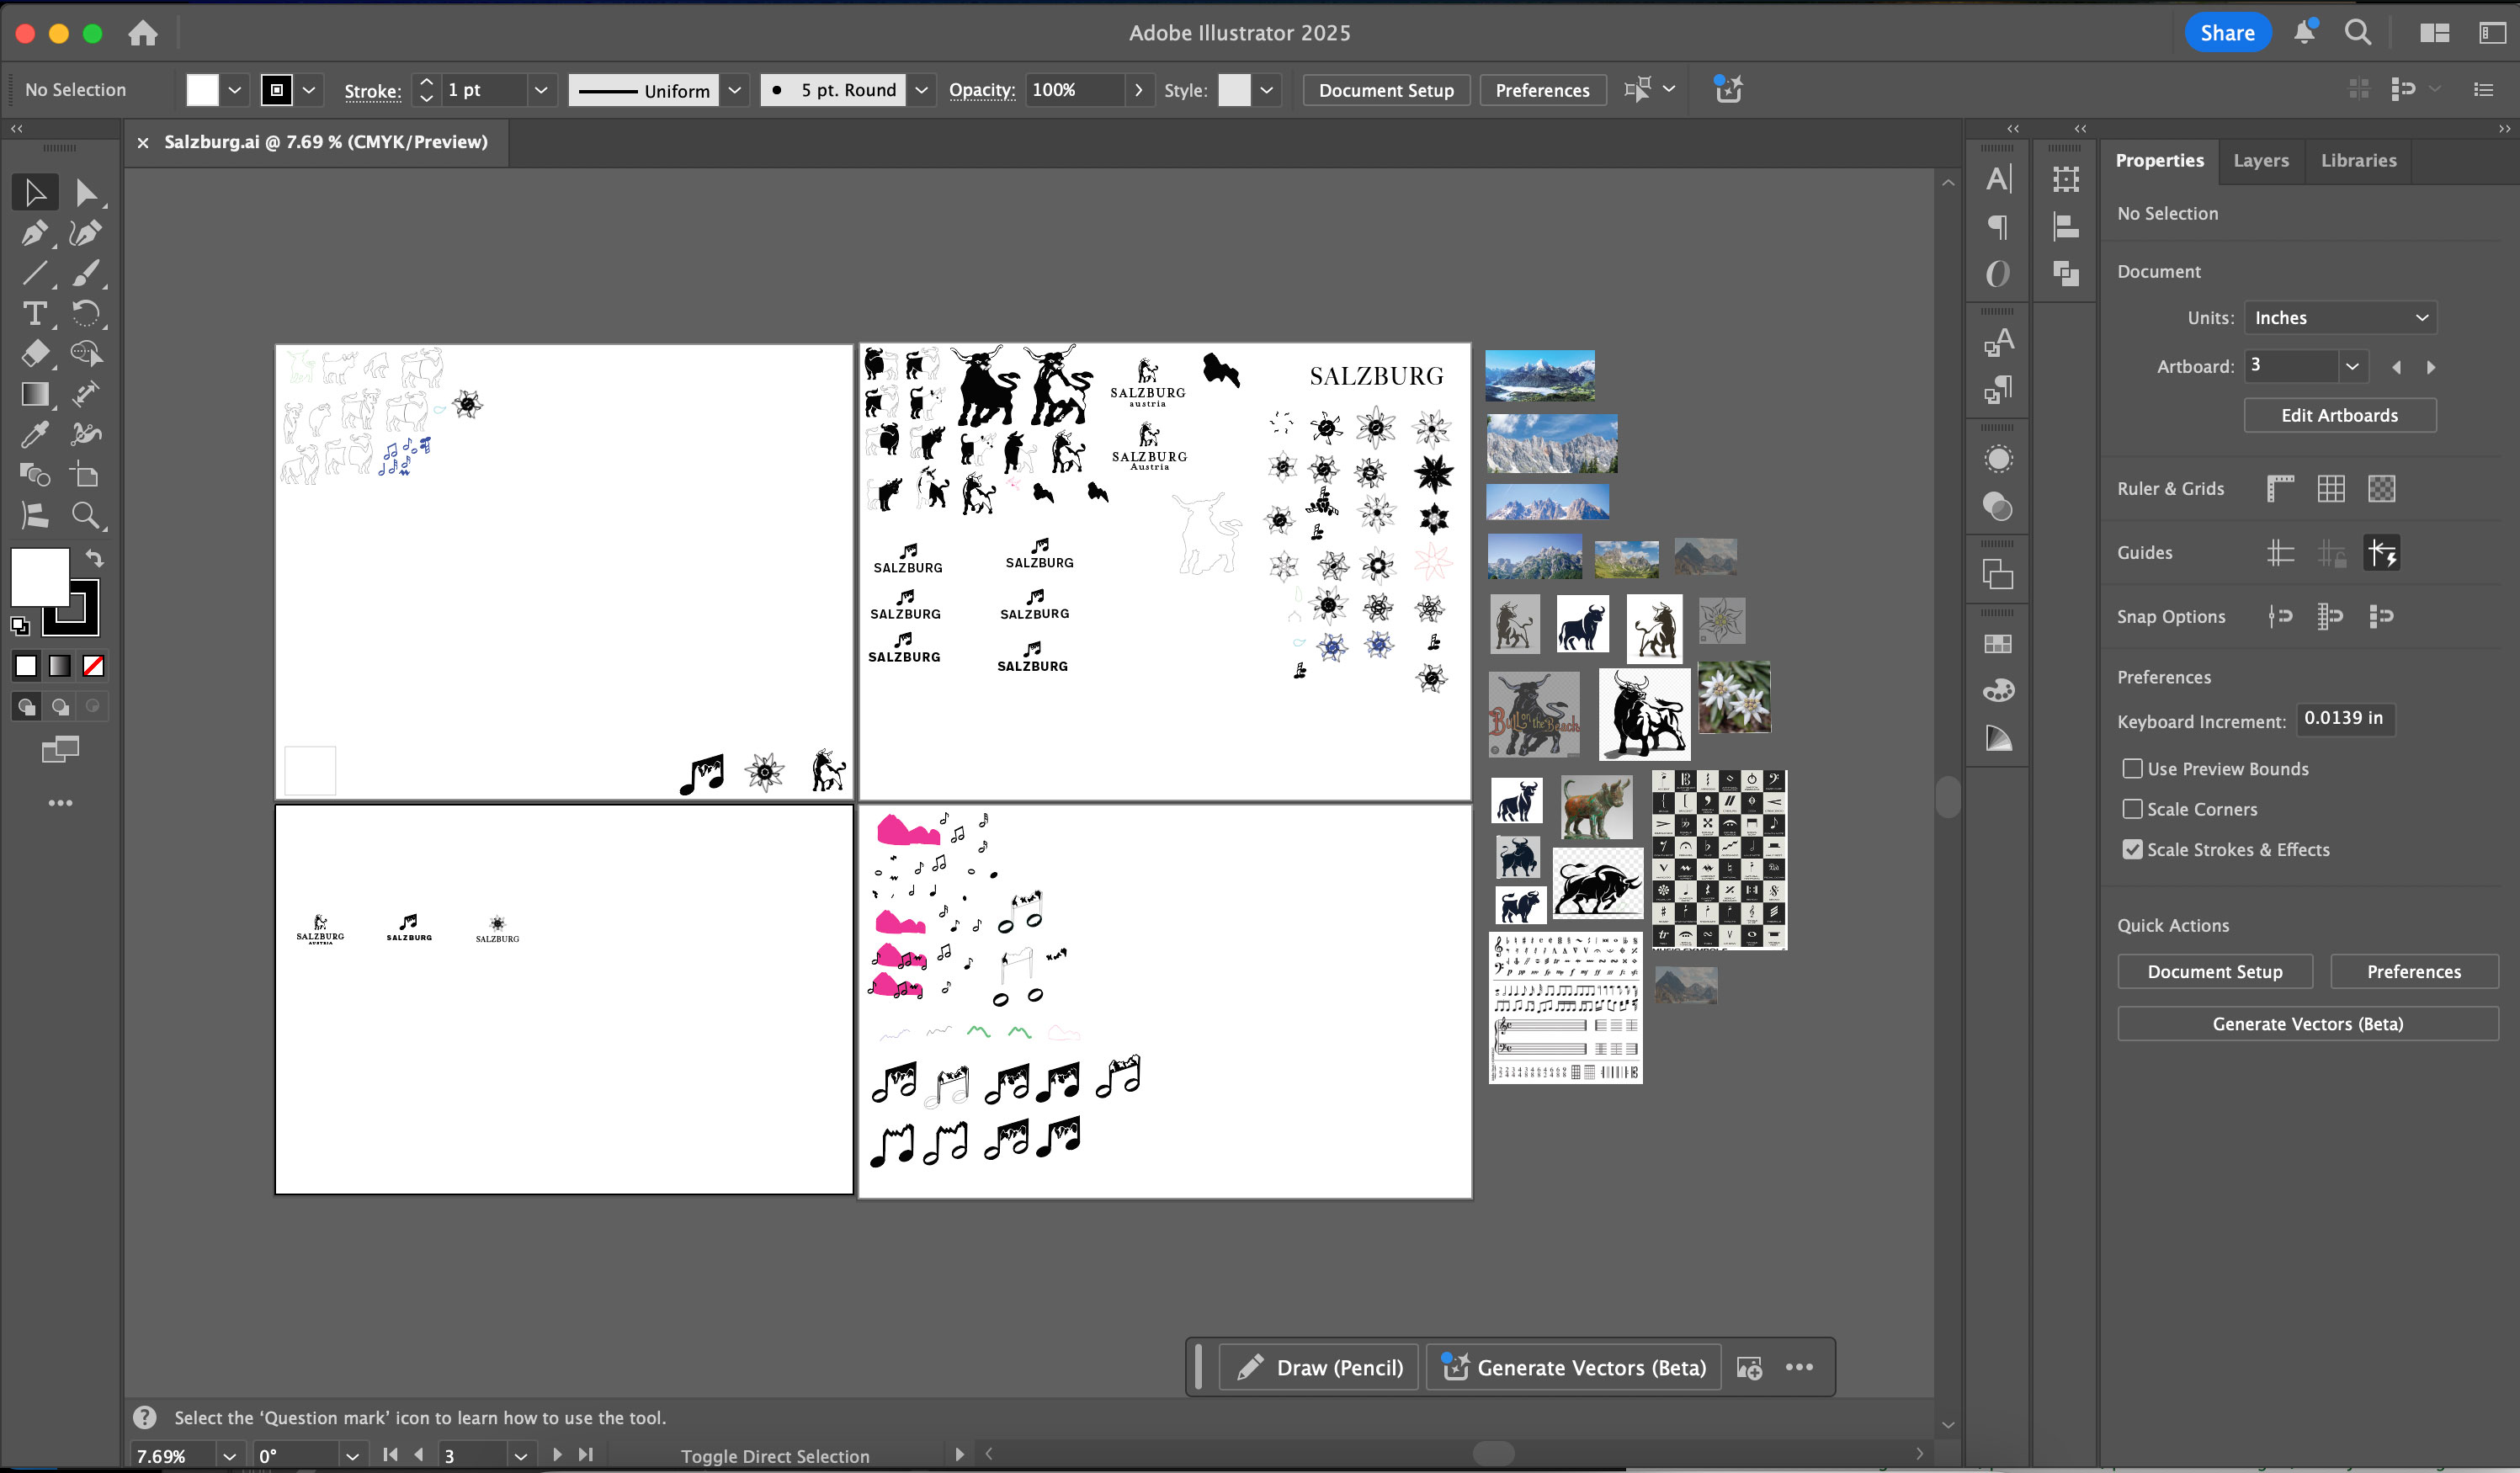 Adobe Illustrator 2025
Share
No Selection
Stroke:
1 pt
Uniform
5 pt. Round
Opacity:
100%
Style:
Document Setup
Preferences
Salzburg.ai @ 7.69 % (CMYK/Preview)
SALZBURG
austria
SALZBURG
Austria
SALZBURG
SALZBURG
SALZBURG
SALZBURG
SALZBURG
SALZBURG
SALZBURG
Bull on the Beach
SALZBURG
AUSTRIA
SALZBURG
SALZBURG
Properties
Layers
Libraries
No Selection
Document
Units:
Inches
Artboard:
3
Edit Artboards
Ruler & Grids
Guides
Snap Options
Preferences
Keyboard Increment:
0.0139 in
Use Preview Bounds
Scale Corners
Scale Strokes & Effects
Quick Actions
Document Setup
Preferences
Generate Vectors (Beta)
Draw (Pencil)
Generate Vectors (Beta)
Select the ‘Question mark’ icon to learn how to use the tool.
7.69%
0°
3
Toggle Direct Selection